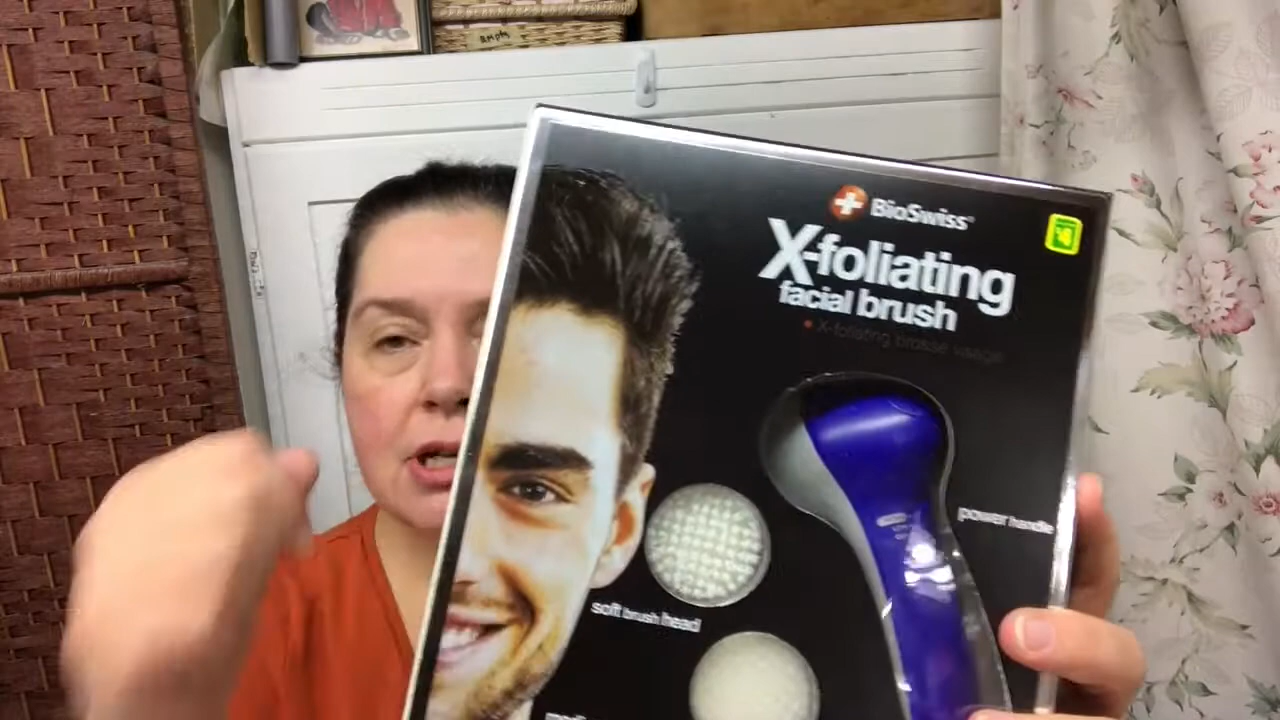 BioSwiss
X-foliating
facial brush
• X-foliating brosse visage
power handle
soft brush head